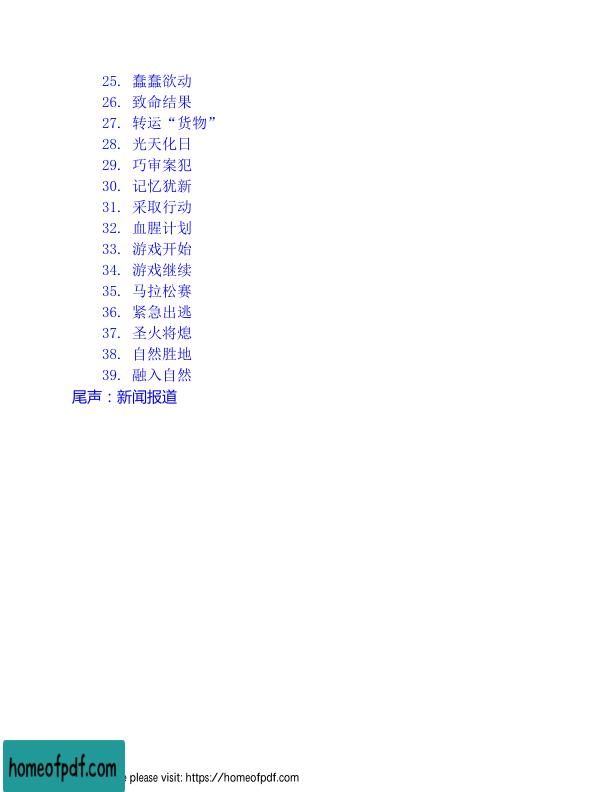 25. 蠢蠢欲动
26. 致命结果
27. 转运“货物”
28. 光天化日
29. 巧审案犯
30. 记忆犹新
31. 采取行动
32. 血腥计划
33. 游戏开始
34. 游戏继续
35. 马拉松赛
36. 紧急出逃
37. 圣火将熄
38. 自然胜地
39. 融入自然
尾声：新闻报道
homeofpdf.com
please visit: https://homeofpdf.com